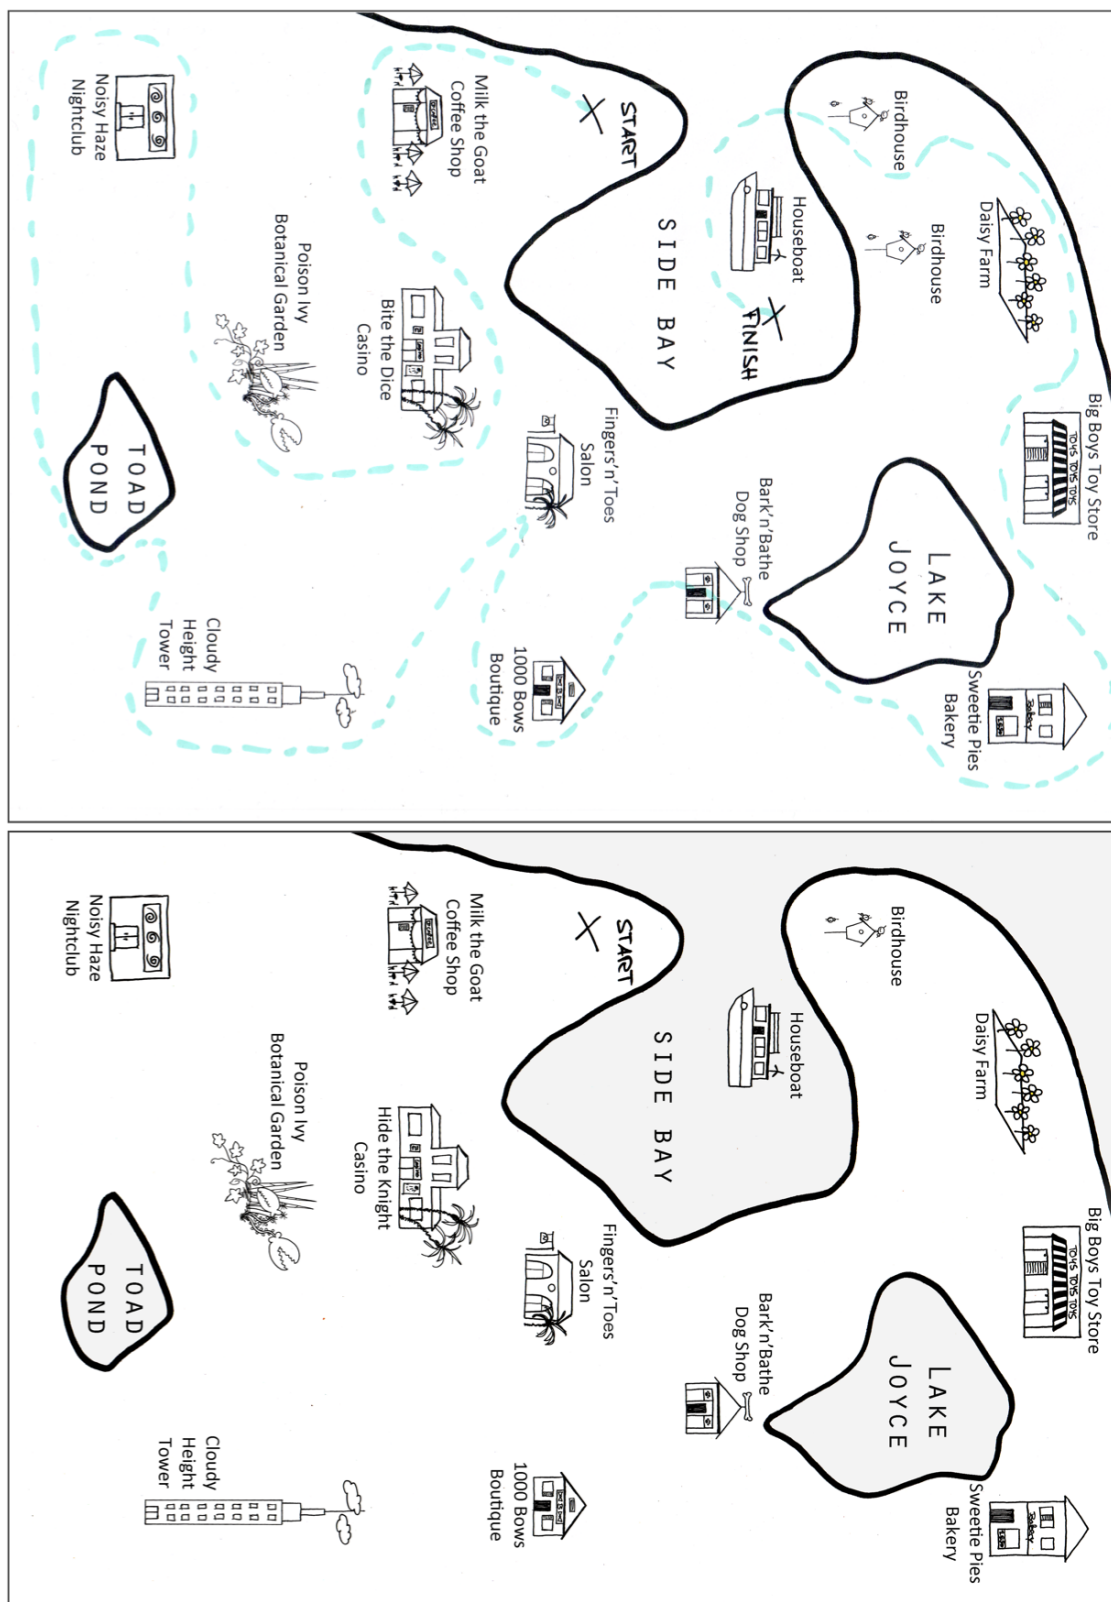 START
Milk the Goat
Coffee Shop
Noisy Haze
Nightclub
Poison Ivy
Botanical Garden
Bite the Dice
Casino
TOAD
POND
Fingers'n'Toes
Salon
Cloudy
Height
Tower
1000 Bows
Boutique
Bark'n'Bathe
Dog Shop
LAKE
JOYCE
Sweetie Pies
Bakery
Bakery
Big Boys Toy Store
TOYS TOYS TOYS
Daisy Farm
Birdhouse
Birdhouse
Houseboat
SIDE BAY
FINISH
START
Milk the Goat
Coffee Shop
Noisy Haze
Nightclub
Poison Ivy
Botanical Garden
Hide the Knight
Casino
TOAD
POND
Fingers'n'Toes
Salon
Cloudy
Height
Tower
1000 Bows
Boutique
Bark'n'Bathe
Dog Shop
LAKE
JOYCE
Sweetie Pies
Bakery
Bakery
Big Boys Toy Store
TOYS TOYS TOYS
Daisy Farm
Birdhouse
Houseboat
SIDE BAY